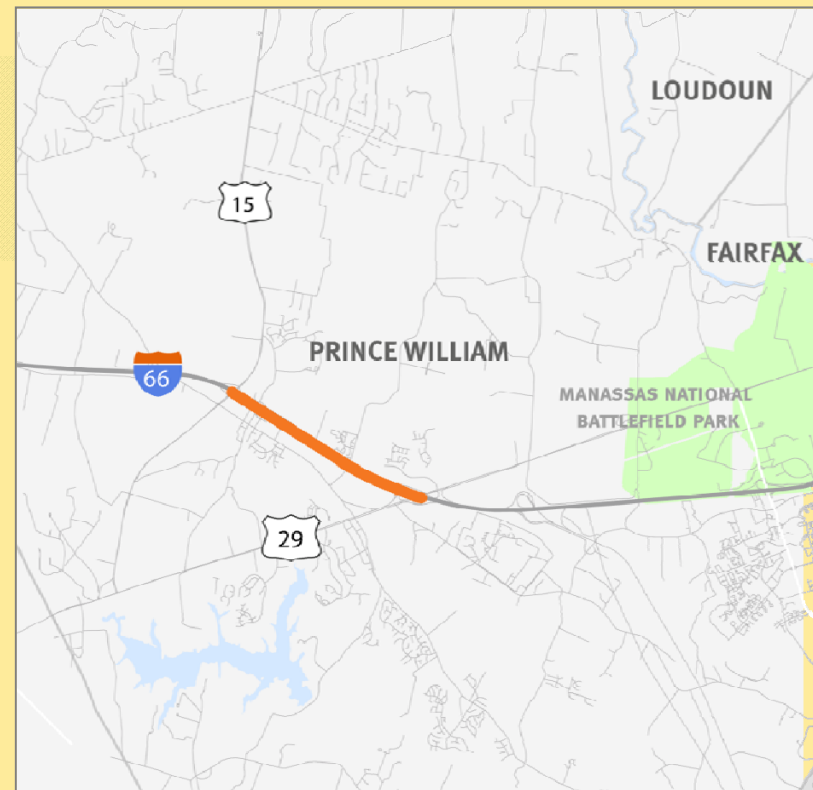 LOUDOUN
15
FAIRFAX
PRINCE WILLIAM
66
MANASSAS NATIONAL
BATTLEFIELD PARK
29